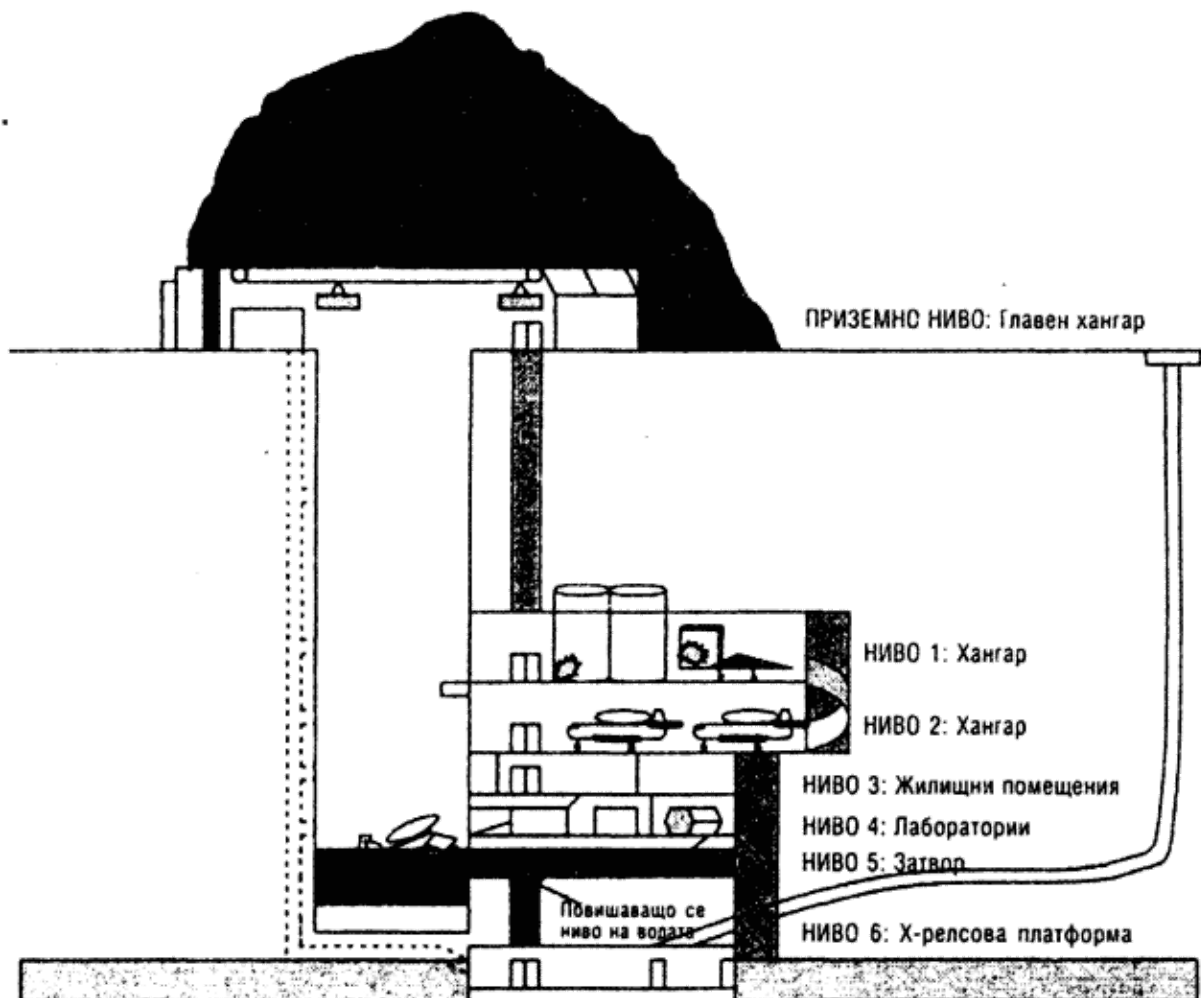 ПРИЗЕМНО НИВО: Главен хангар
НИВО 1: Хангар
НИВО 2: Хангар
НИВО 3: Жилищни помещения
НИВО 4: Лаборатории
НИВО 5: Затвор
Повишаващо се
ниво на водата
НИВО 6: Х-релсова платформа